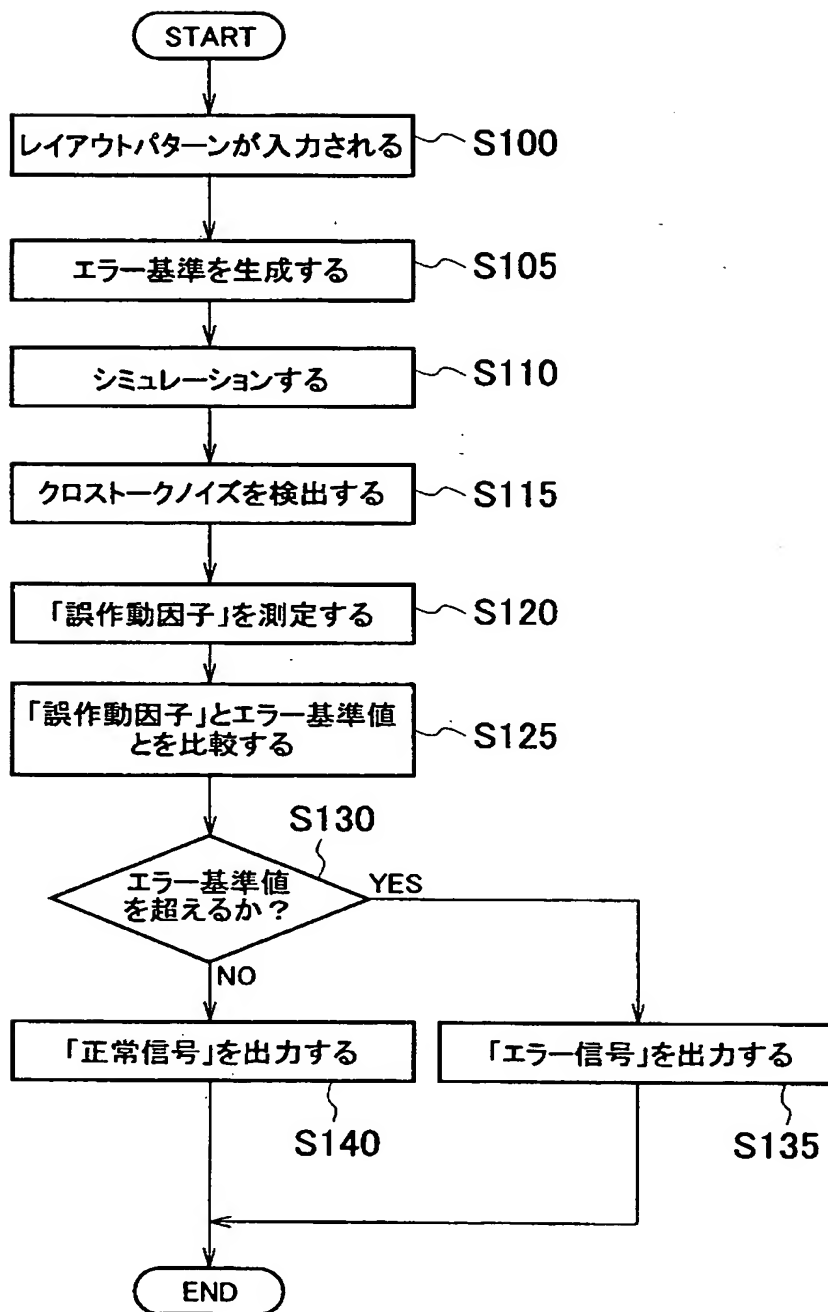 START
レイアウトパターンが入力される
S100
エラー基準を生成する
S105
シミュレーションする
S110
クロストークノイズを検出する
S115
「誤作動因子」を測定する
S120
「誤作動因子」とエラー基準値
とを比較する
S125
S130
エラー基準値
を超えるか?
YES
NO
「正常信号」を出力する
S140
「エラー信号」を出力する
S135
END